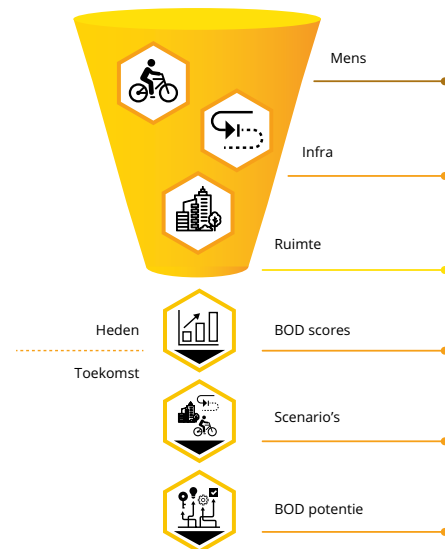 Mens
Infra
Ruimte
Heden
BOD scores
Toekomst
Scenario's
BOD potentie